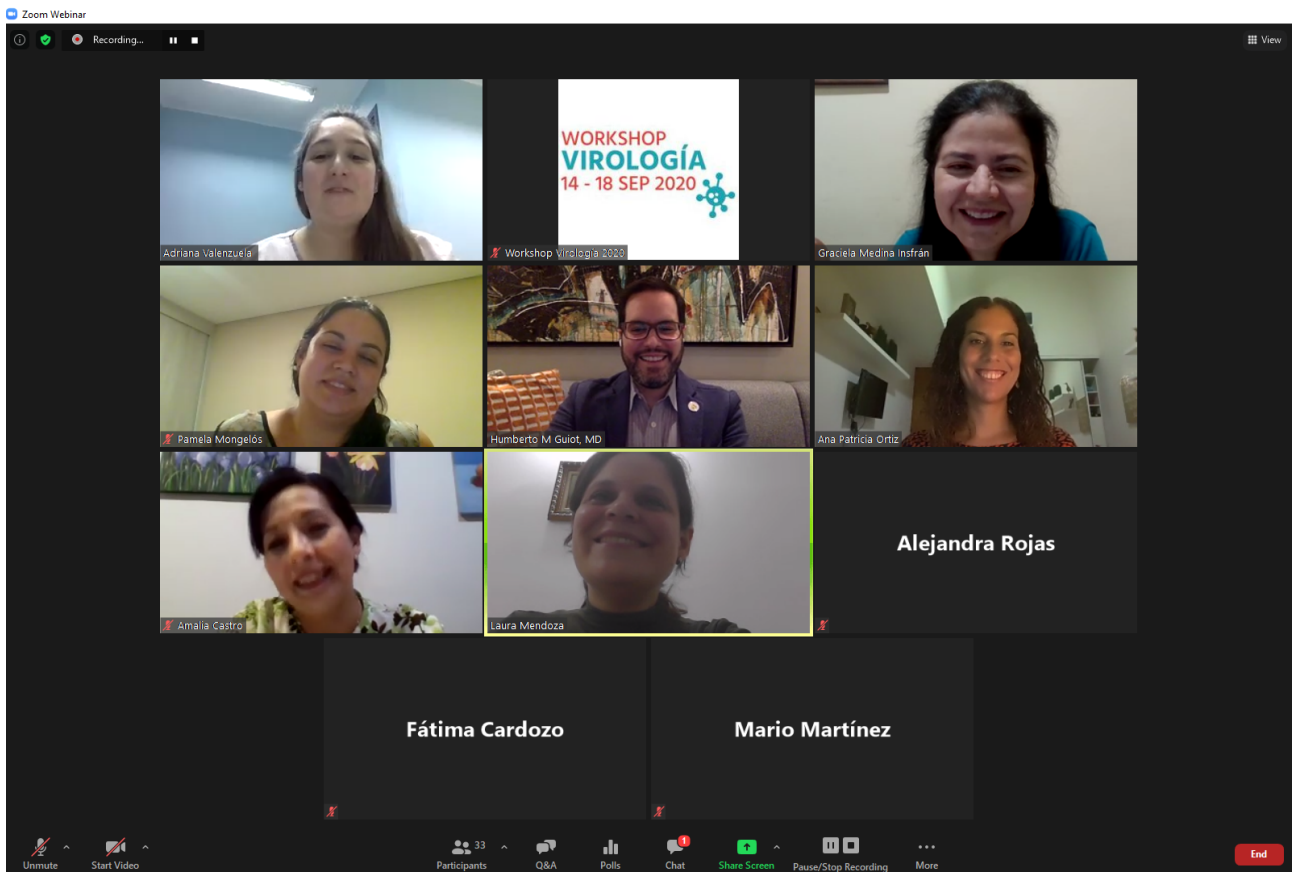 Zoom Webinar
Recording...
View
Adriana Valenzuela
WORKSHOP
VIROLOGÍA
14 - 18 SEP 2020
Workshop Virología 2020
Graciela Medina Insfrán
Pamela Mongelós
Humberto M Guiot, MD
Ana Patricia Ortiz
Amalia Castro
Laura Mendoza
Alejandra Rojas
Fátima Cardozo
Mario Martínez
Unmute
Start Video
33
Participants
Q&A
Polls
1
Chat
Share Screen
Pause/Stop Recording
More
End